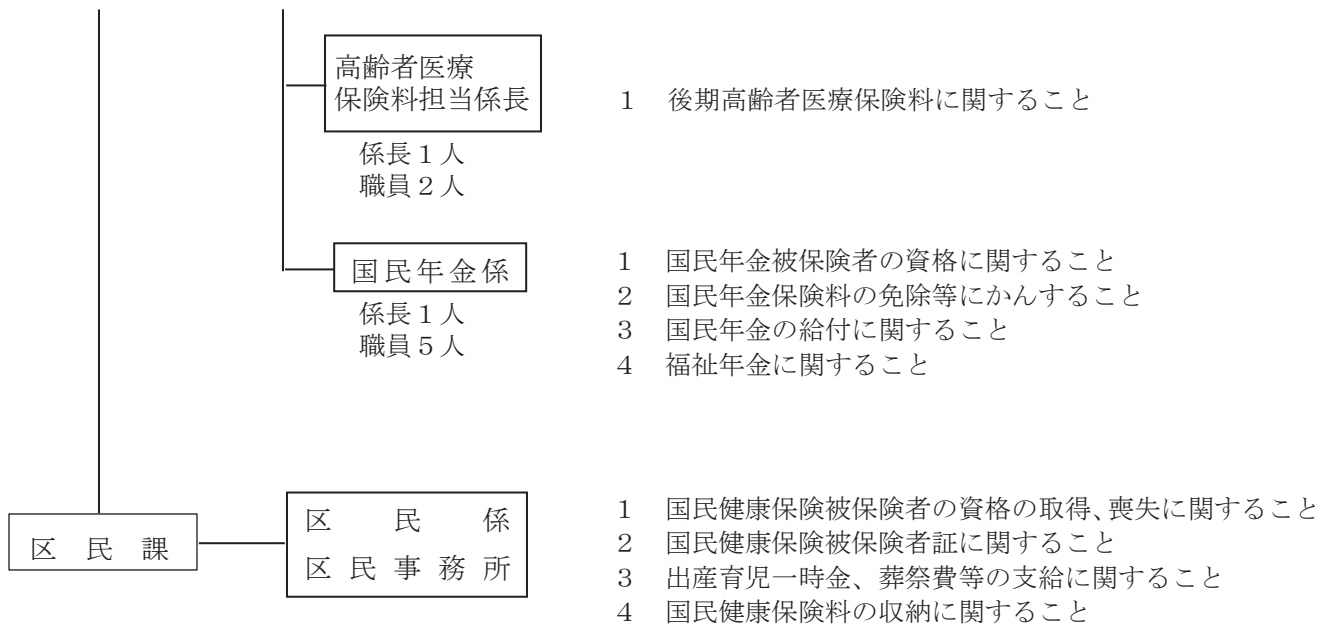 高齢者医療
保険料担当係長
1 後期高齢者医療保険料に関すること
係長1人
職員2人
国民年金係
1 国民年金被保険者の資格に関すること
2 国民年金保険料の免除等にかんすること
3 国民年金の給付に関すること
4 福祉年金に関すること
係長1人
職員5人
区民課
区民係
区民事務所
1 国民健康保険被保険者の資格の取得、喪失に関すること
2 国民健康保険被保険者証に関すること
3 出産育児一時金、葬祭費等の支給に関すること
4 国民健康保険料の収納に関すること